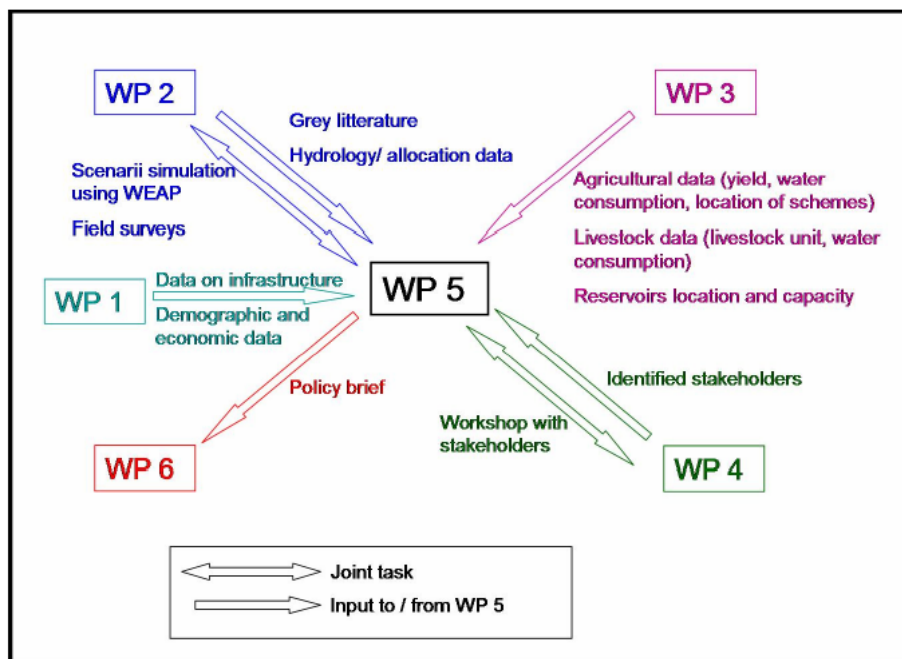 WP 2
WP 3
Grey litterature
Hydrology/ allocation data
Scenarii simulation
using WEAP
Field surveys
Agricultural data (yield, water
consumption, location of schemes)
Livestock data (livestock unit, water
consumption)
Reservoirs location and capacity
WP 1
Data on infrastructure
Demographic and
economic data
WP 5
Policy brief
Identified stakeholders
Workshop with
stakeholders
WP 6
WP 4
Joint task
Input to / from WP 5